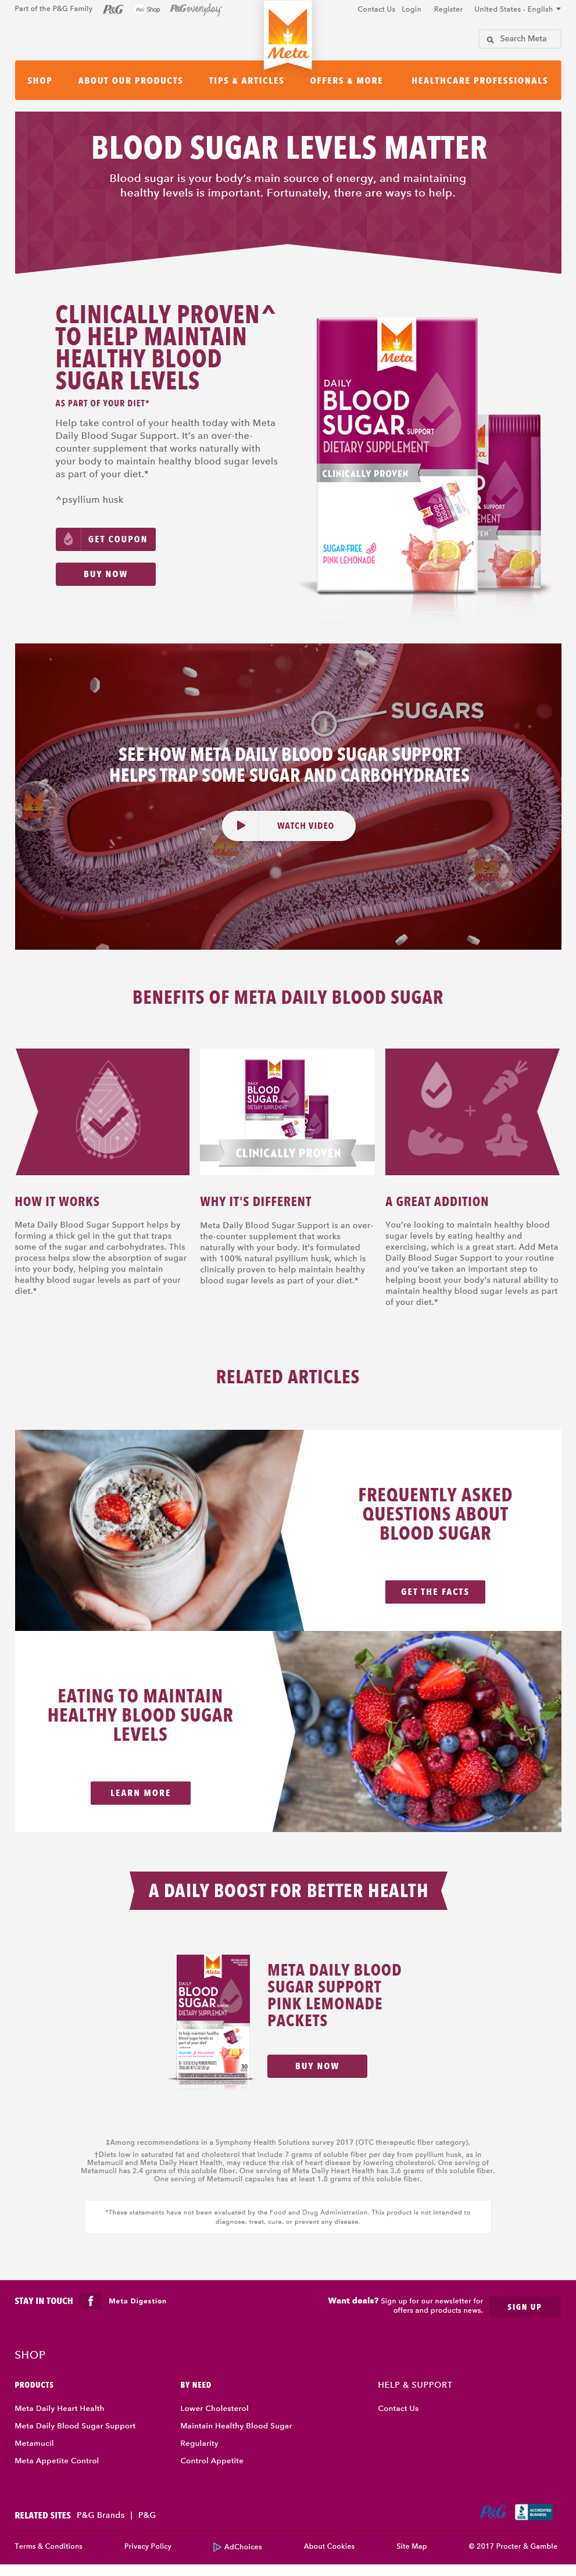 Part of the P&G Family P&G P&G Shop P&G everyday Contact Us Login Register United States - English
Meta
Search Meta
SHOP ABOUT OUR PRODUCTS TIPS & ARTICLES OFFERS & MORE HEALTHCARE PROFESSIONALS
BLOOD SUGAR LEVELS MATTER
Blood sugar is your body's main source of energy, and maintaining
healthy levels is important. Fortunately, there are ways to help.
CLINICALLY PROVEN^
TO HELP MAINTAIN
HEALTHY BLOOD
SUGAR LEVELS
AS PART OF YOUR DIET*
Help take control of your health today with Meta
Daily Blood Sugar Support. It's an over-the-
counter supplement that works naturally with
your body to maintain healthy blood sugar levels
as part of your diet.*
^psyllium husk
GET COUPON
BUY NOW
Meta
DAILY
BLOOD
SUGAR SUPPORT
DIETARY SUPPLEMENT
CLINICALLY PROVEN
SUGAR-FREE
PINK LEMONADE
SUGARS
SEE HOW META DAILY BLOOD SUGAR SUPPORT
HELPS TRAP SOME SUGAR AND CARBOHYDRATES
WATCH VIDEO
BENEFITS OF META DAILY BLOOD SUGAR
DAILY
BLOOD
SUGAR
DIETARY SUPPLEMENT
CLINICALLY PROVEN
HOW IT WORKS
Meta Daily Blood Sugar Support helps by
forming a thick gel in the gut that traps
some of the sugar and carbohydrates. This
process helps slow the absorption of sugar
into your body, helping you maintain
healthy blood sugar levels as part of your
diet.*
WHY IT'S DIFFERENT
Meta Daily Blood Sugar Support is an over-
the-counter supplement that works
naturally with your body. It's formulated
with 100% natural psyllium husk, which is
clinically proven to help maintain healthy
blood sugar levels as part of your diet.*
A GREAT ADDITION
You're looking to maintain healthy blood
sugar levels by eating healthy and
exercising, which is a great start. Add Meta
Daily Blood Sugar Support to your routine
and you've taken an important step to
helping boost your body's natural ability to
maintain healthy blood sugar levels as part
of your diet.*
RELATED ARTICLES
FREQUENTLY ASKED
QUESTIONS ABOUT
BLOOD SUGAR
GET THE FACTS
EATING TO MAINTAIN
HEALTHY BLOOD SUGAR
LEVELS
LEARN MORE
A DAILY BOOST FOR BETTER HEALTH
Meta
DAILY
BLOOD
SUGAR
DIETARY SUPPLEMENT
META DAILY BLOOD
SUGAR SUPPORT
PINK LEMONADE
PACKETS
BUY NOW
‡Among recommendations in a Symphony Health Solutions survey 2017 (OTC therapeutic fiber category).
†Diets low in saturated fat and cholesterol that include 7 grams of soluble fiber per day from psyllium husk, as in
Metamucil and Meta Daily Heart Health, may reduce the risk of heart disease by lowering cholesterol. One serving of
Metamucil has 2.4 grams of this soluble fiber. One serving of Meta Daily Heart Health has 3.6 grams of this soluble fiber.
One serving of Metamucil capsules has at least 1.8 grams of this soluble fiber.
*These statements have not been evaluated by the Food and Drug Administration. This product is not intended to
diagnose, treat, cure, or prevent any disease.
STAY IN TOUCH f Meta Digestion
Want deals? Sign up for our newsletter for
offers and products news.
SIGN UP
SHOP
PRODUCTS
Meta Daily Heart Health
Meta Daily Blood Sugar Support
Metamucil
Meta Appetite Control
BY NEED
Lower Cholesterol
Maintain Healthy Blood Sugar
Regularity
Control Appetite
HELP & SUPPORT
Contact Us
RELATED SITES P&G Brands | P&G
P&G
BBB ACCREDITED BUSINESS
Terms & Conditions Privacy Policy AdChoices About Cookies Site Map © 2017 Procter & Gamble